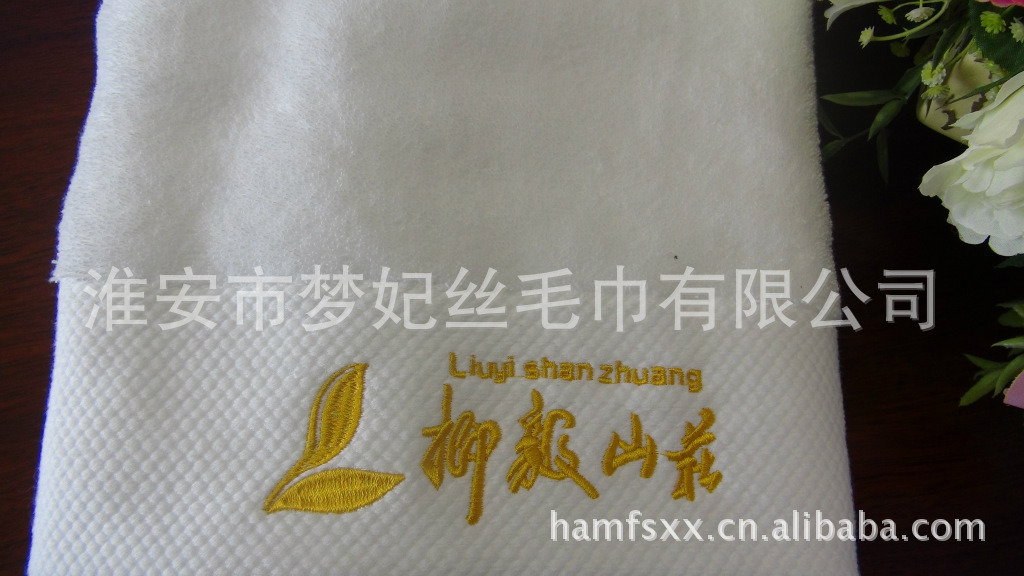 淮安市梦妃丝毛巾有限公司
Liuyi shan zhuang
柳毅山莊
hamfsxx.cn.alibaba.com